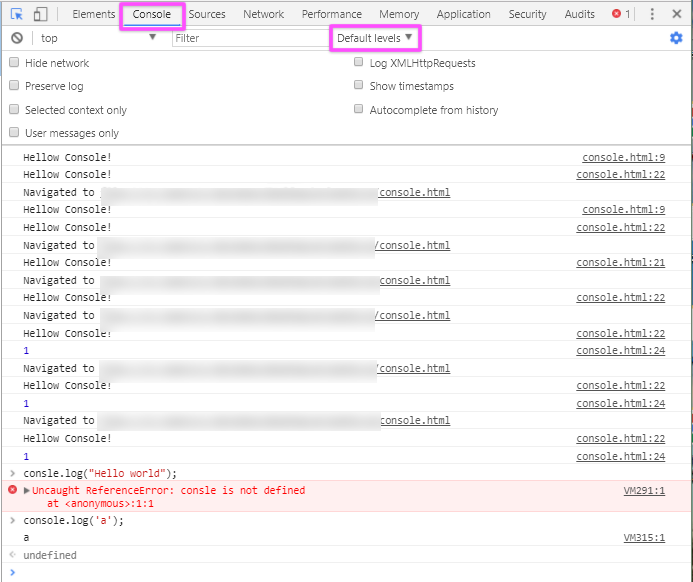 Elements Console Sources Network Performance Memory Application Security Audits 1
top Filter Default levels
Hide network Log XMLHttpRequests
Preserve log Show timestamps
Selected context only Autocomplete from history
User messages only
Hellow Console! console.html:9
Hellow Console! console.html:22
Navigated to console.html
Hellow Console! console.html:9
Hellow Console! console.html:22
Navigated to /console.html
Hellow Console! console.html:21
Navigated to console.html
Hellow Console! console.html:22
Navigated to /console.html
Hellow Console! console.html:22
1 console.html:24
Navigated to /console.html
Hellow Console! console.html:22
1 console.html:24
Navigated to console.html
Hellow Console! console.html:22
1 console.html:24
> consle.log("Hello world");
Uncaught ReferenceError: consle is not defined VM291:1
at <anonymous>:1:1
> console.log('a');
a VM315:1
< undefined
>